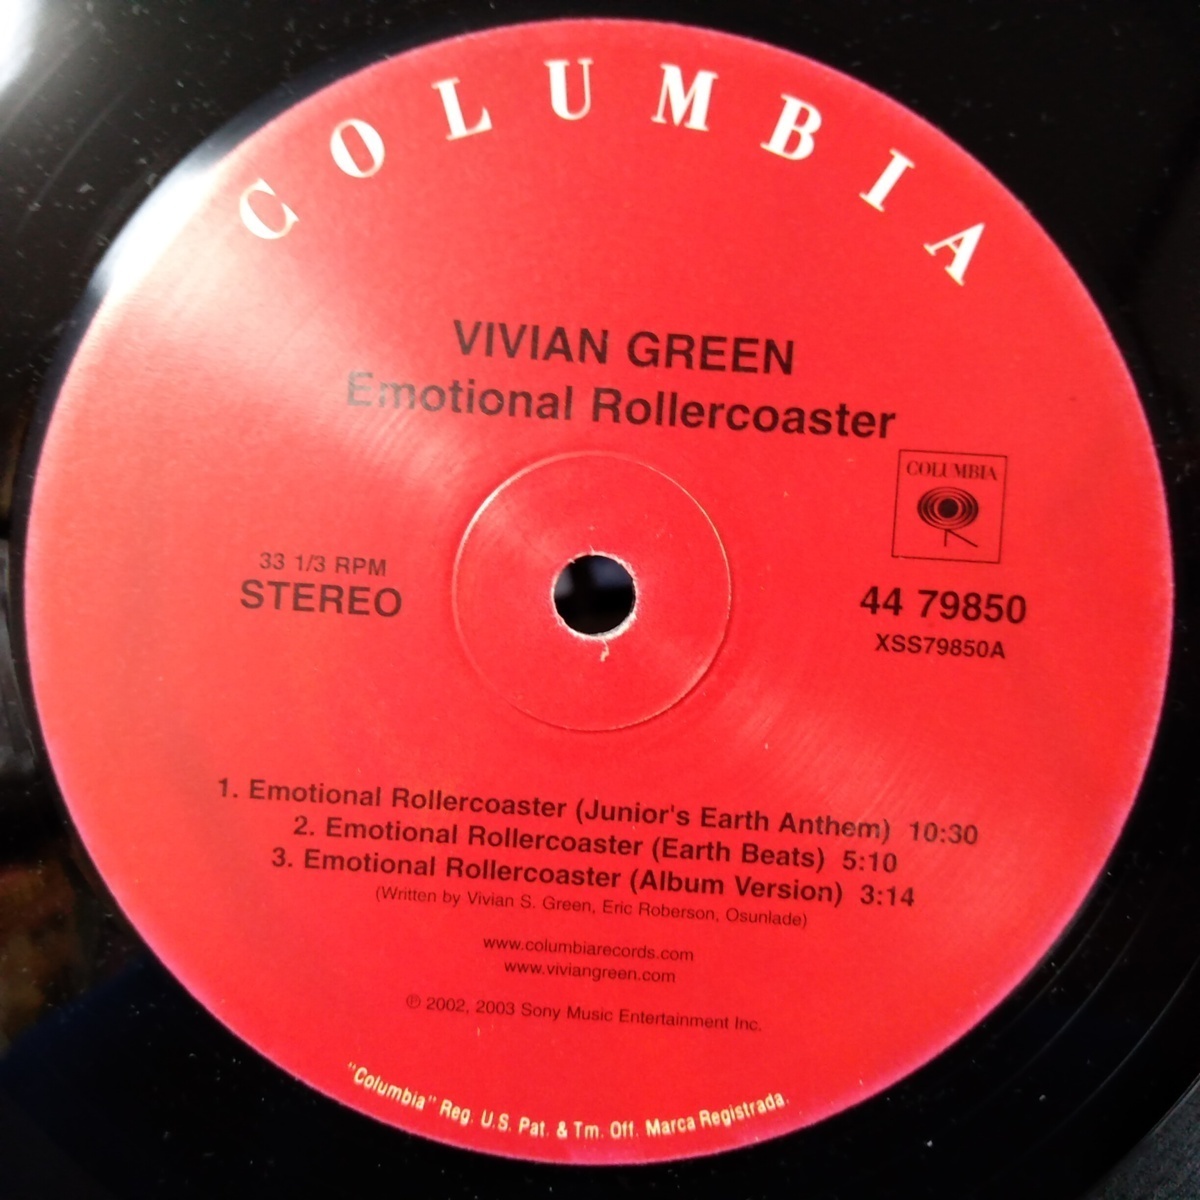 COLUMBIA
VIVIAN GREEN
Emotional Rollercoaster
COLUMBIA
33 1/3 RPM
STEREO
44 79850
XSS79850A
1. Emotional Rollercoaster (Junior's Earth Anthem) 10:30
2. Emotional Rollercoaster (Earth Beats) 5:10
3. Emotional Rollercoaster (Album Version) 3:14
(Written by Vivian S. Green, Eric Roberson, Osunlade)
www.columbiarecords.com
www.viviangreen.com
℗ 2002, 2003 Sony Music Entertainment Inc.
"Columbia" Reg. U.S. Pat. & Tm. Off. Marca Registrada.